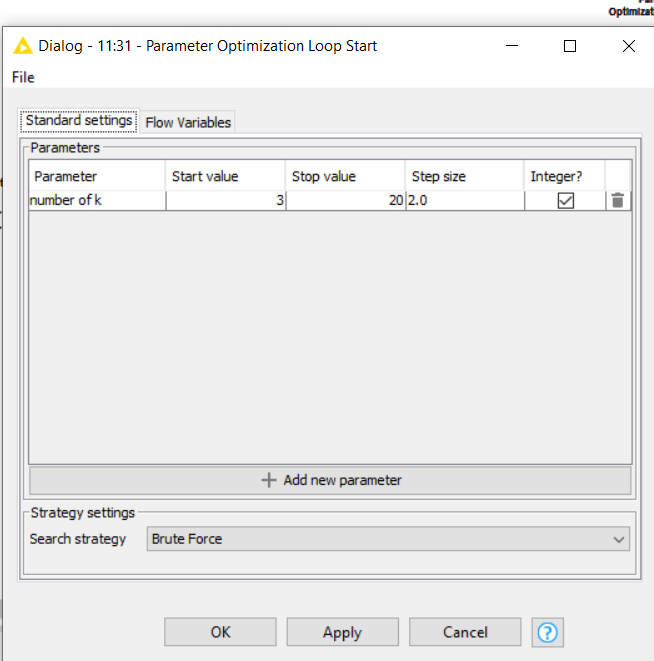 Optimizat
Dialog - 11:31 - Parameter Optimization Loop Start
File
Standard settings Flow Variables
Parameters
Parameter Start value Stop value Step size Integer?
number of k 3 20 2.0
Add new parameter
Strategy settings
Search strategy Brute Force
OK Apply Cancel ?